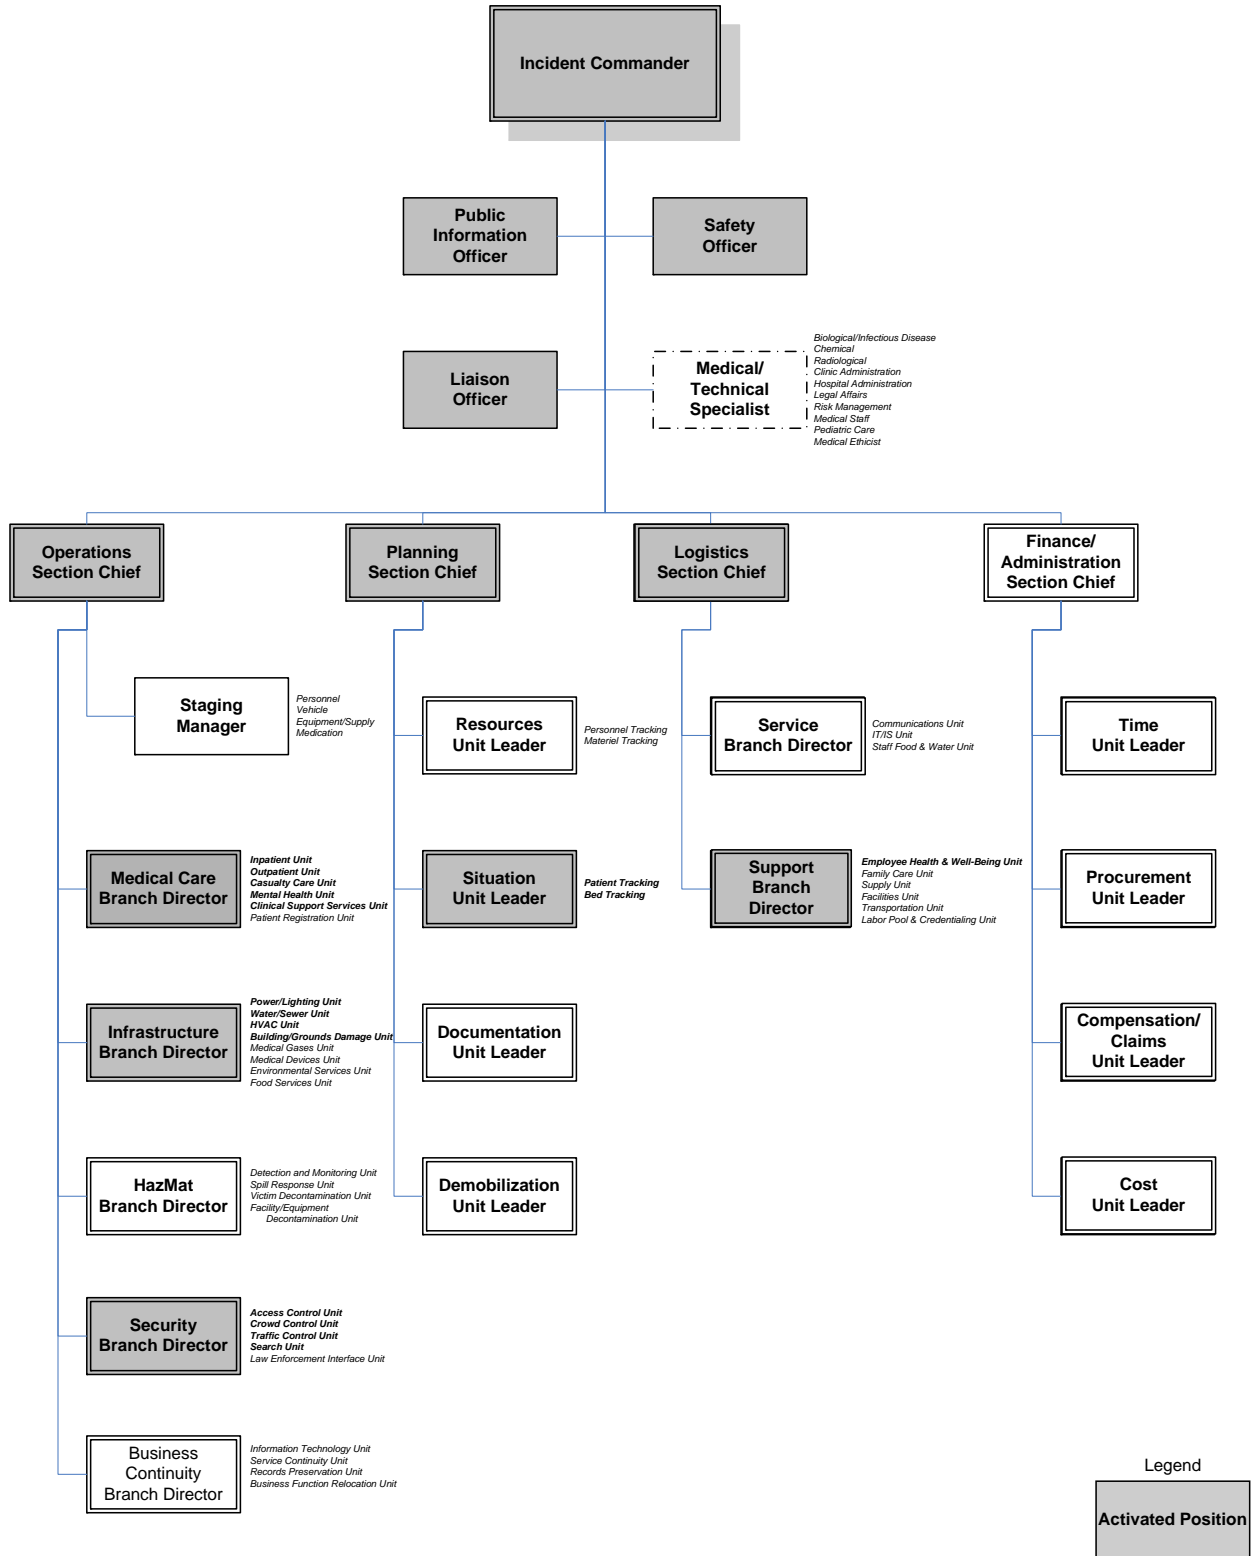 Incident Commander
Public
Information
Officer
Safety
Officer
Liaison
Officer
Medical/
Technical
Specialist
Biological/Infectious Disease
Chemical
Radiological
Clinic Administration
Hospital Administration
Legal Affairs
Risk Management
Medical Staff
Pediatric Care
Medical Ethicist
Operations
Section Chief
Planning
Section Chief
Logistics
Section Chief
Finance/
Administration
Section Chief
Staging
Manager
Personnel
Vehicle
Equipment/Supply
Medication
Resources
Unit Leader
Personnel Tracking
Materiel Tracking
Service
Branch Director
Communications Unit
IT/IS Unit
Staff Food & Water Unit
Time
Unit Leader
Medical Care
Branch Director
Inpatient Unit
Outpatient Unit
Casualty Care Unit
Mental Health Unit
Clinical Support Services Unit
Patient Registration Unit
Situation
Unit Leader
Patient Tracking
Bed Tracking
Support
Branch
Director
Employee Health & Well-Being Unit
Family Care Unit
Supply Unit
Facilities Unit
Transportation Unit
Labor Pool & Credentialing Unit
Procurement
Unit Leader
Infrastructure
Branch Director
Power/Lighting Unit
Water/Sewer Unit
HVAC Unit
Building/Grounds Damage Unit
Medical Gases Unit
Medical Devices Unit
Environmental Services Unit
Food Services Unit
Documentation
Unit Leader
Compensation/
Claims
Unit Leader
HazMat
Branch Director
Detection and Monitoring Unit
Spill Response Unit
Victim Decontamination Unit
Facility/Equipment
Decontamination Unit
Demobilization
Unit Leader
Cost
Unit Leader
Security
Branch Director
Access Control Unit
Crowd Control Unit
Traffic Control Unit
Search Unit
Law Enforcement Interface Unit
Business
Continuity
Branch Director
Information Technology Unit
Service Continuity Unit
Records Preservation Unit
Business Function Relocation Unit
Legend
Activated Position